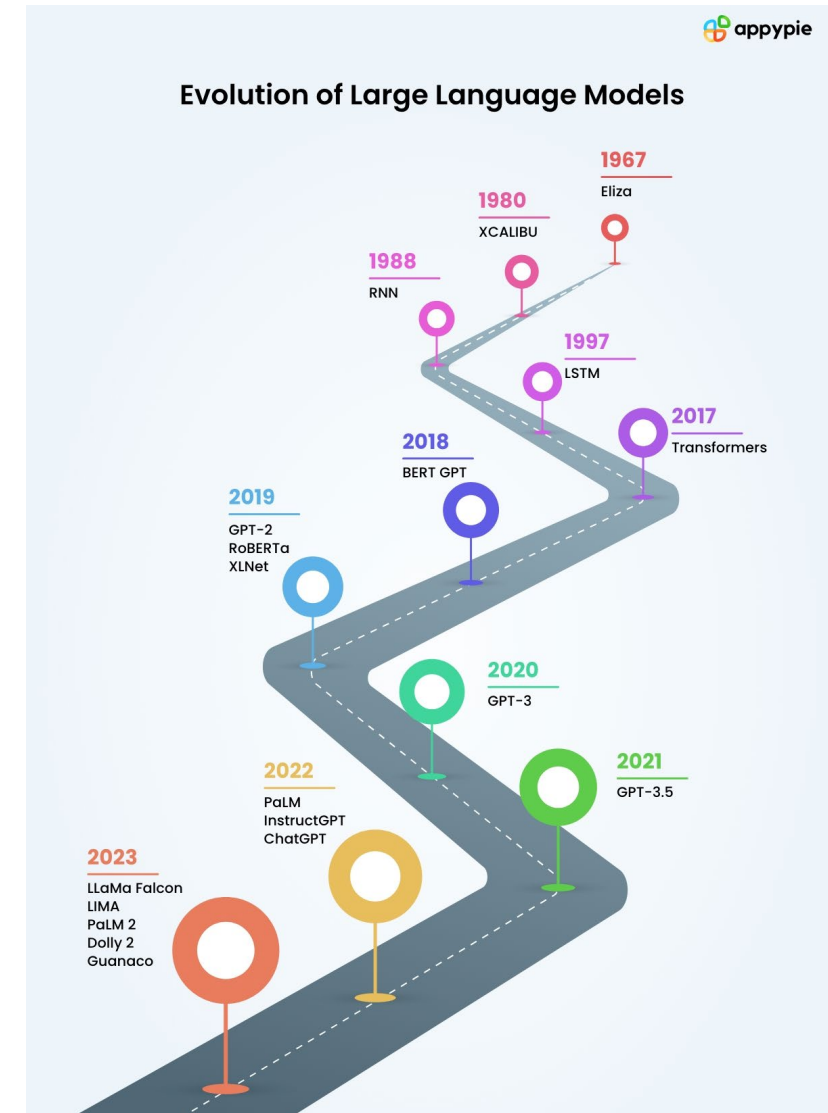 appypie
Evolution of Large Language Models
1967
Eliza
1980
XCALIBU
1988
RNN
1997
LSTM
2017
Transformers
2018
BERT GPT
2019
GPT-2
RoBERTa
XLNet
2020
GPT-3
2021
GPT-3.5
2022
PaLM
InstructGPT
ChatGPT
2023
LLaMa Falcon
LIMA
PaLM 2
Dolly 2
Guanaco